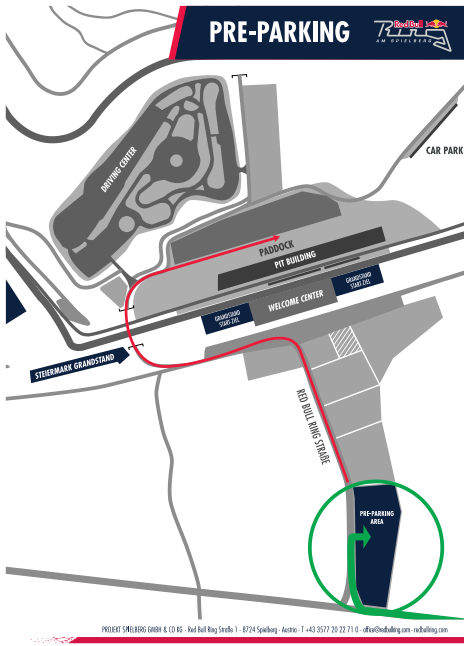 PRE-PARKING
Red Bull
Ring
AM SPIELBERG
DRIVING CENTER
CAR PARK
PADDOCK
PIT BUILDING
GRANDSTAND
START-ZIEL
WELCOME CENTER
GRANDSTAND
START-ZIEL
STEIERMARK GRANDSTAND
RED BULL RING STRAßE
PRE-PARKING
AREA
PROJEKT SPIELBERG GMBH & CO KG - Red Bull Ring Straße 1 - 8724 Spielberg - Austria - T +43 3577 20 22 71 0 - office@redbullring.com - redbullring.com